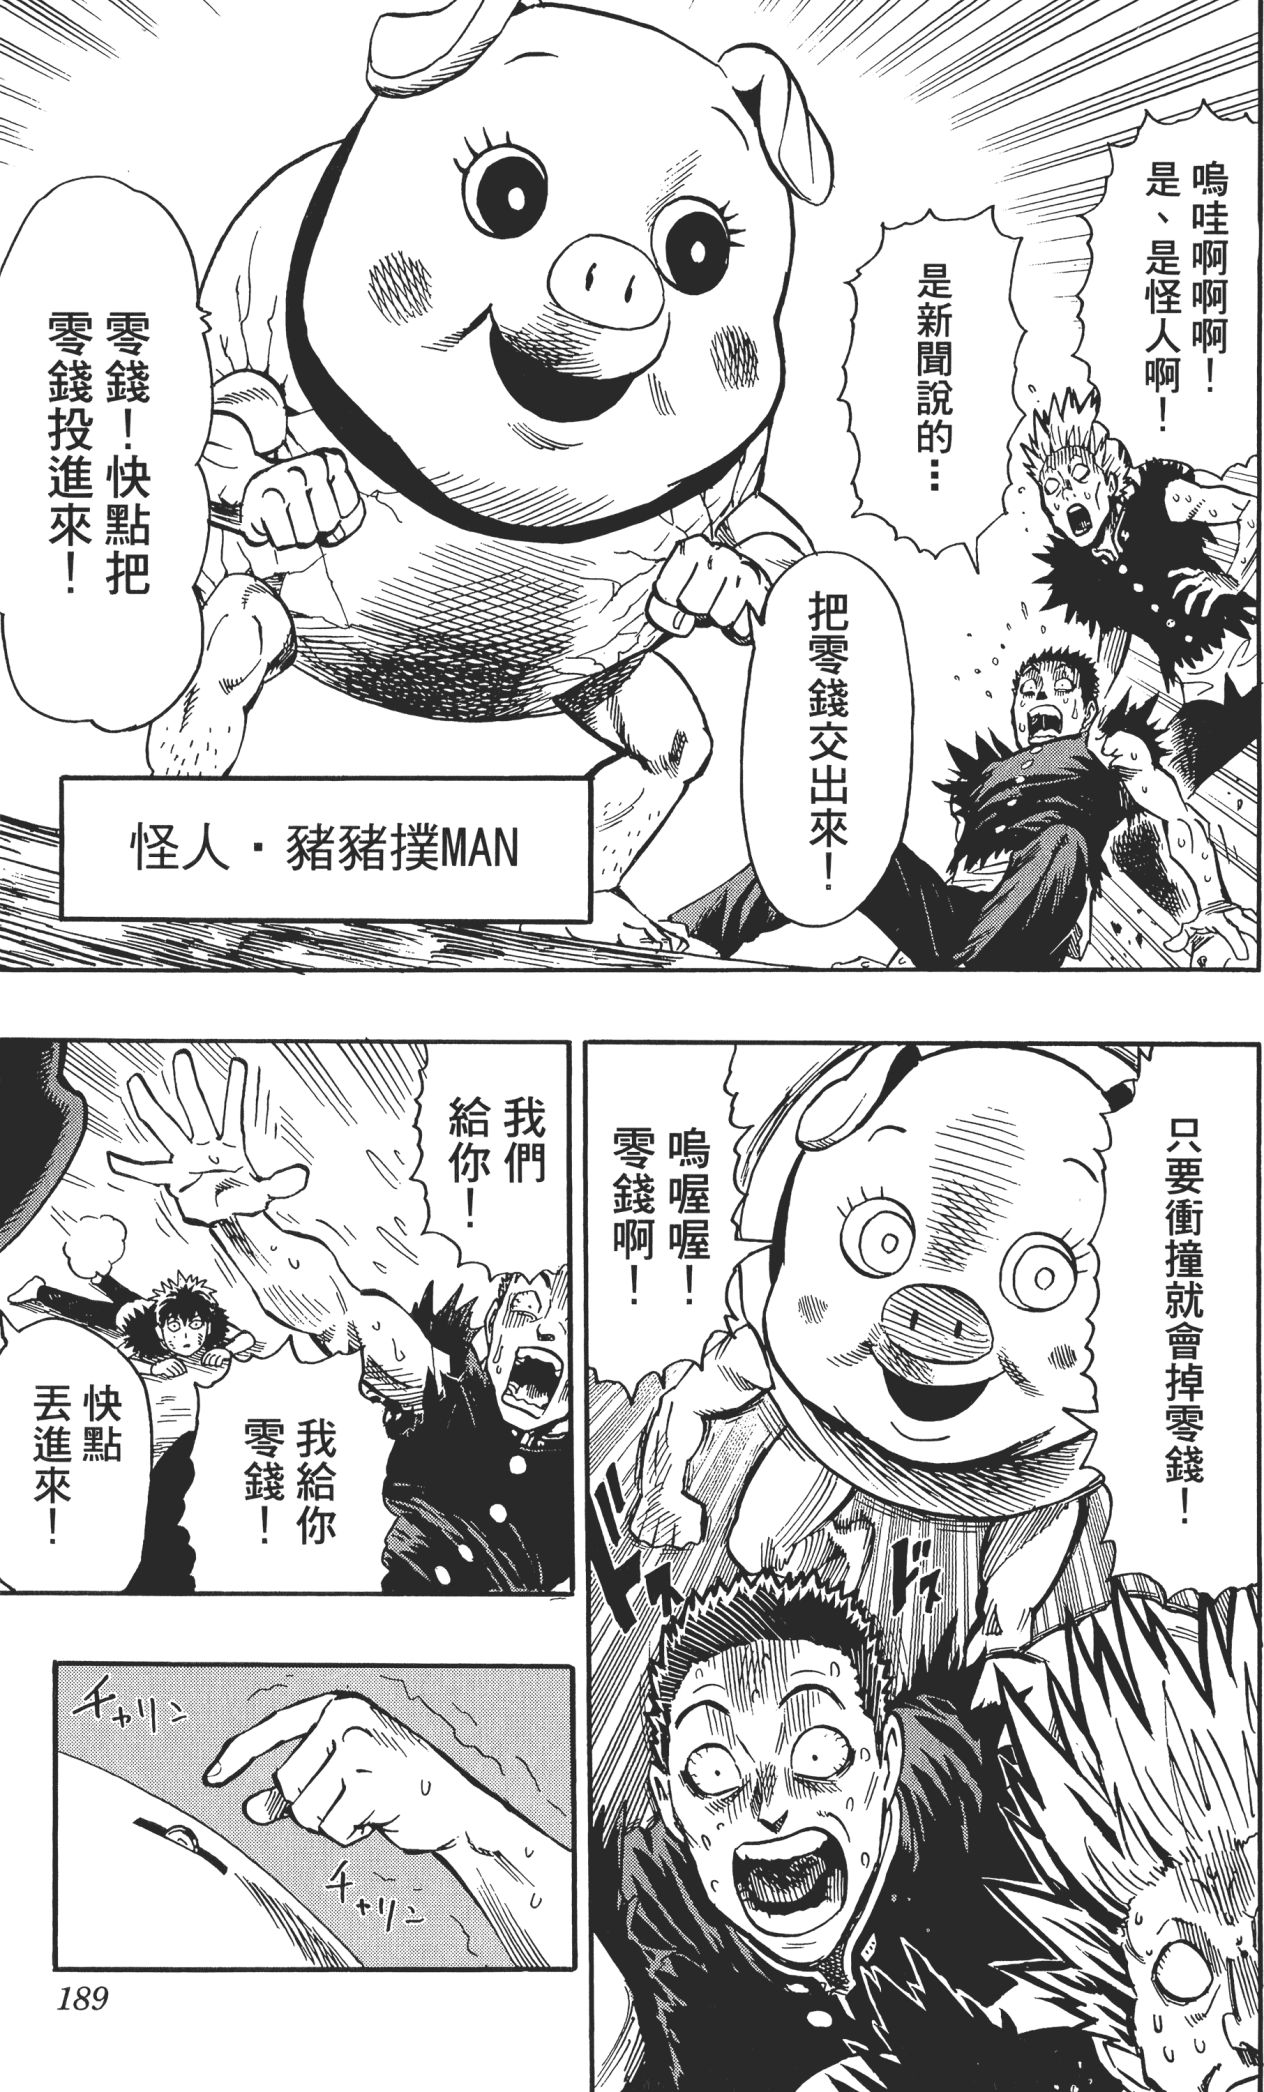 嗚哇啊啊啊！
是、是怪人啊！
是新聞說的…
把零錢交出來！
零錢！快點把
零錢投進來！
怪人・豬豬撲MAN
只要衝撞就會掉零錢！
嗚喔喔！
零錢啊！
ドドド
ドドド
我們
給你！
我給你
零錢！
快點
丟進來！
チャリン
チャリン
189